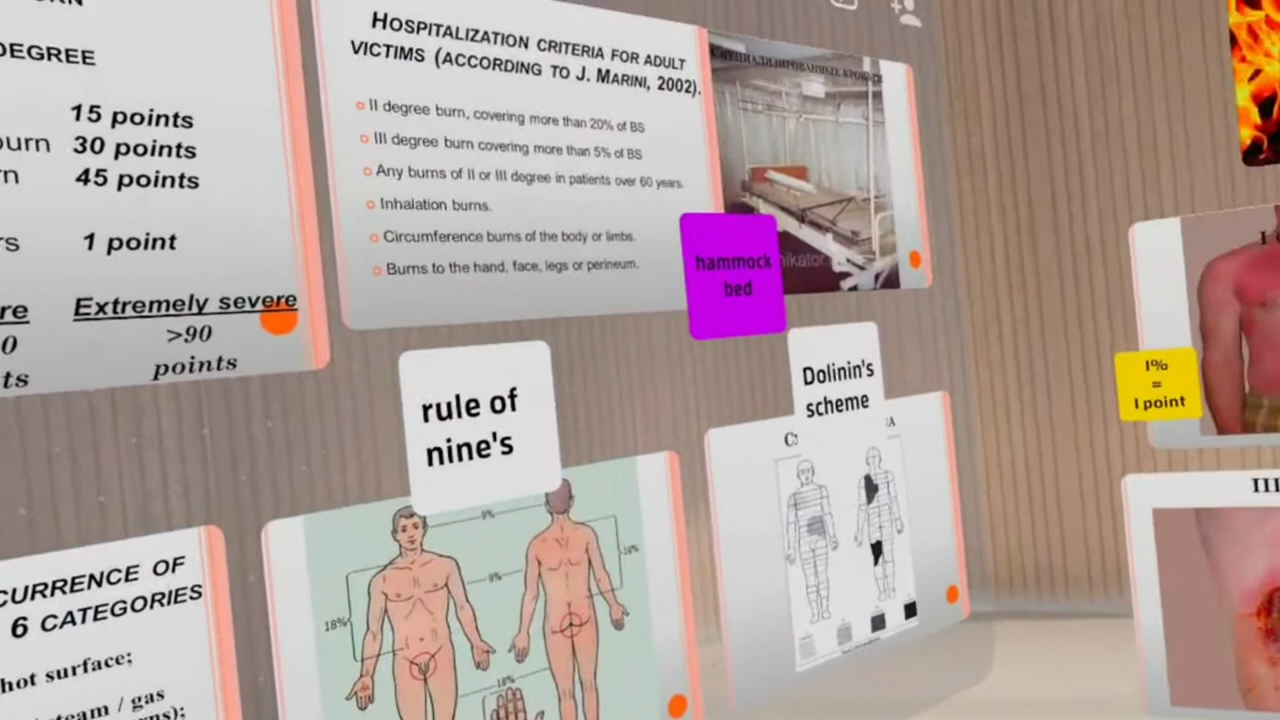 DEGREE
15 points
30 points
45 points
1 point
Extremely severe
>90
points
HOSPITALIZATION CRITERIA FOR ADULT
VICTIMS (ACCORDING TO J. MARINI, 2002).
II degree burn, covering more than 20% of BS
III degree burn covering more than 5% of BS
Any burns of II or III degree in patients over 60 years.
Inhalation burns.
Circumference burns of the body or limbs.
Burns to the hand, face, legs or perineum.
hammock
bed
rule of
nine's
Dolinin's
scheme
1%
=
1 point
OF
6 CATEGORIES
hot surface;
/ gas
9%
9%
18%
18%
18%
III